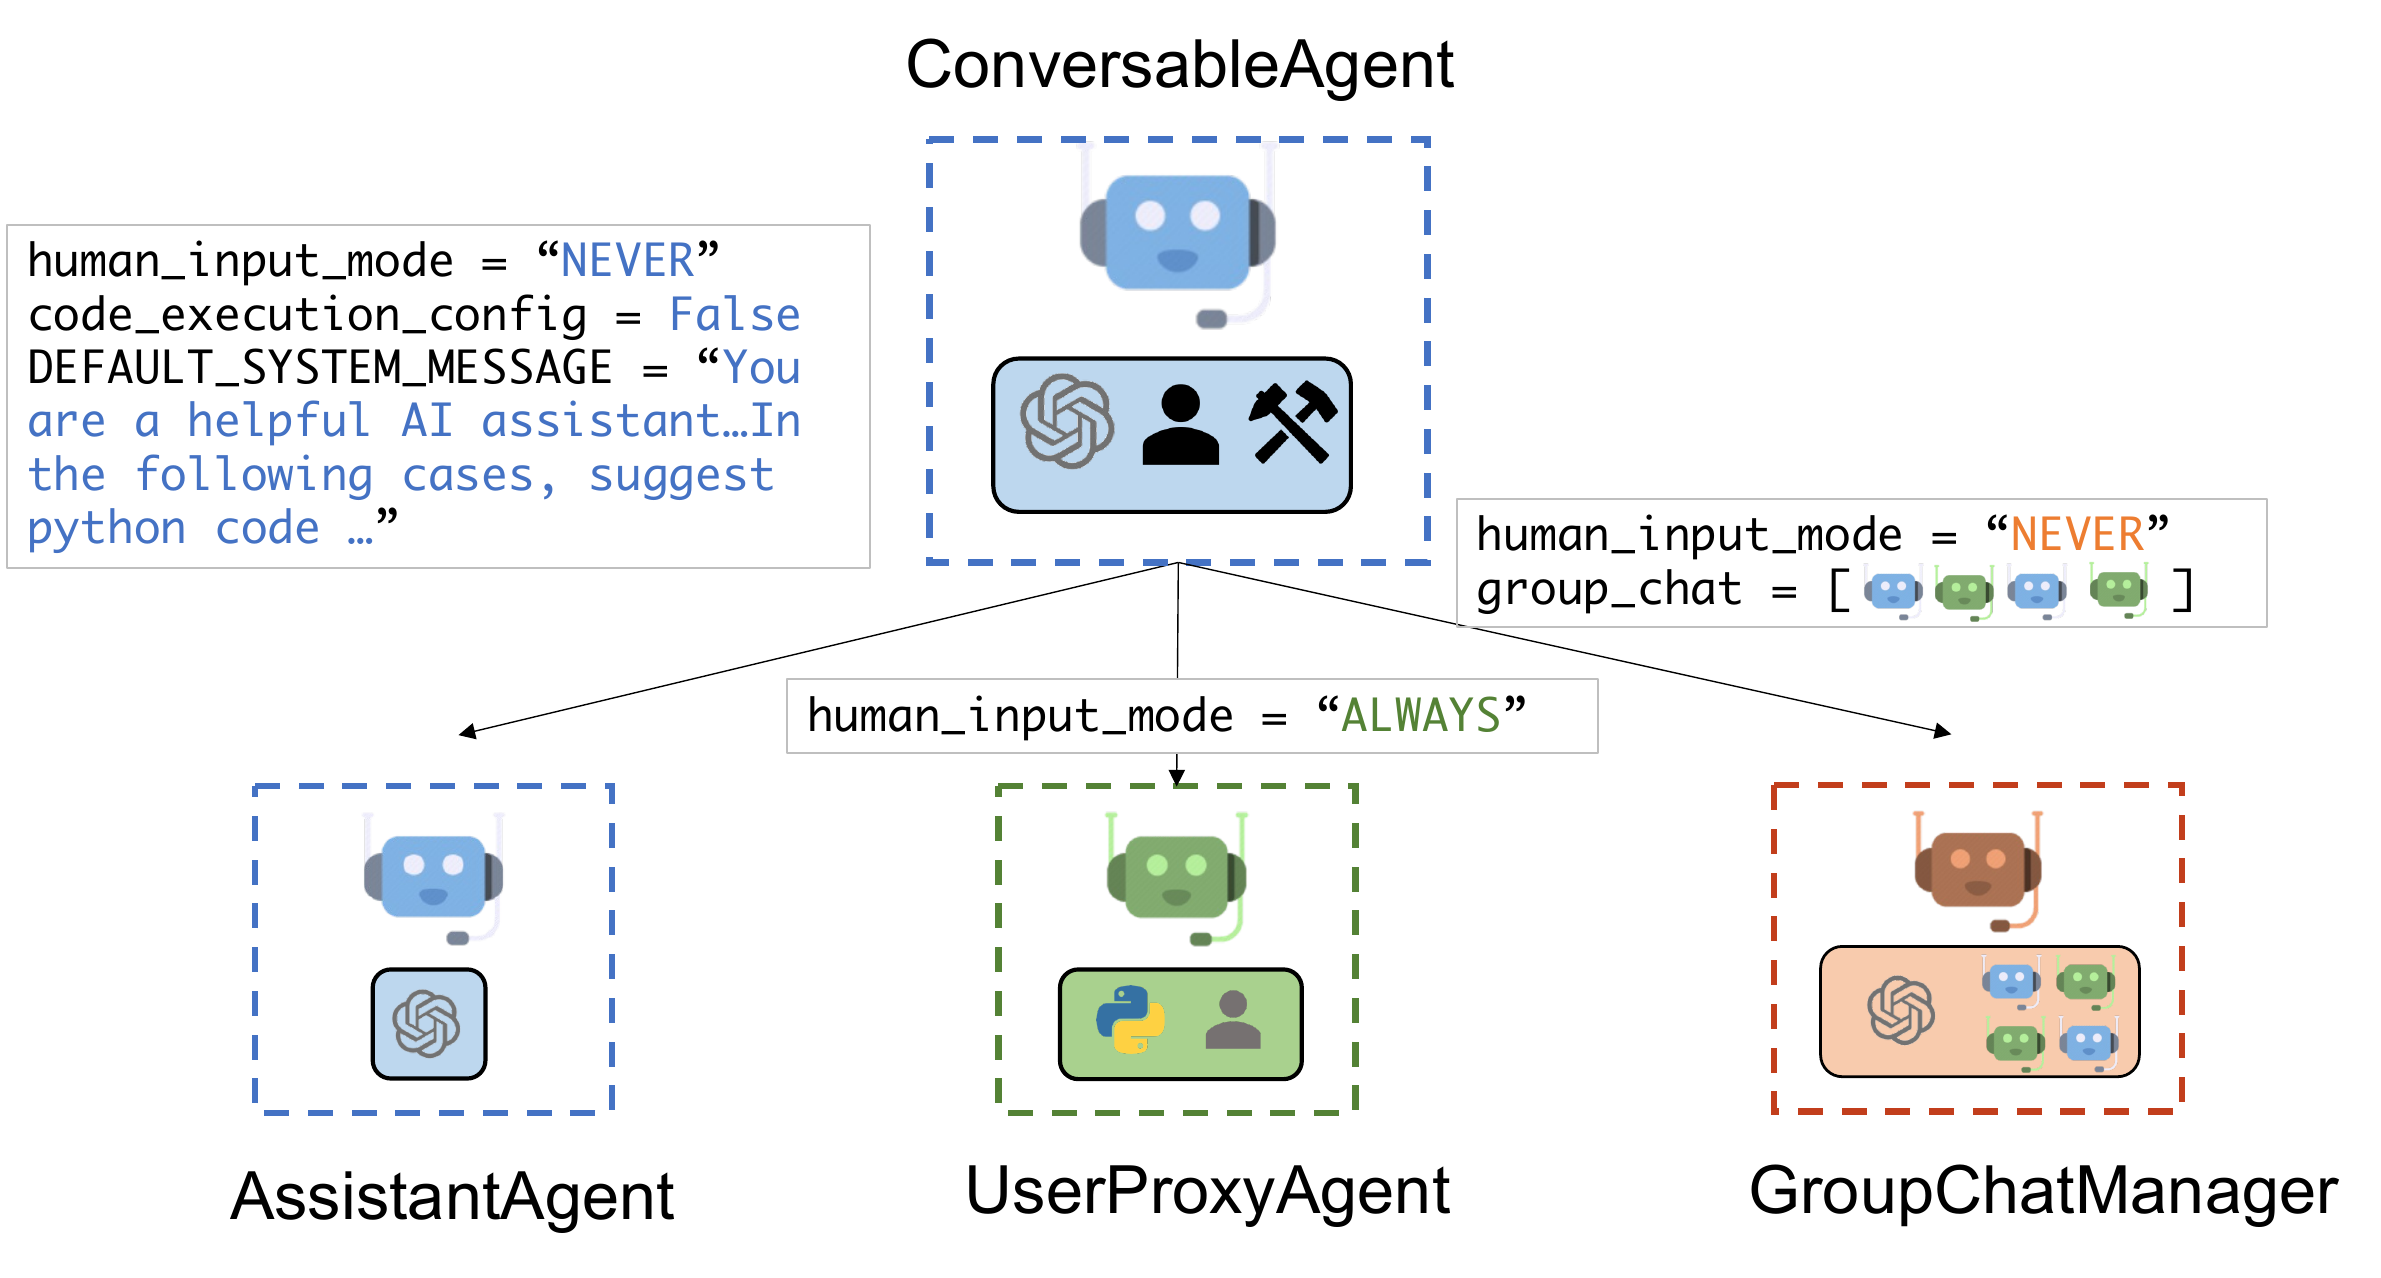 ConversableAgent
human_input_mode = “NEVER”
code_execution_config = False
DEFAULT_SYSTEM_MESSAGE = “You
are a helpful AI assistant…In
the following cases, suggest
python code …”
human_input_mode = “NEVER”
group_chat = [ ]
human_input_mode = “ALWAYS”
AssistantAgent
UserProxyAgent
GroupChatManager